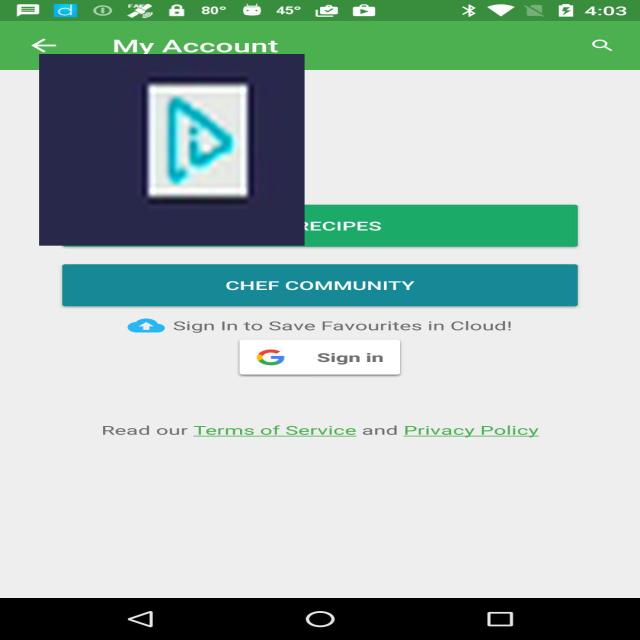 80° 45° 4:03
My Account
RECIPES
CHEF COMMUNITY
Sign In to Save Favourites in Cloud!
Sign in
Read our Terms of Service and Privacy Policy